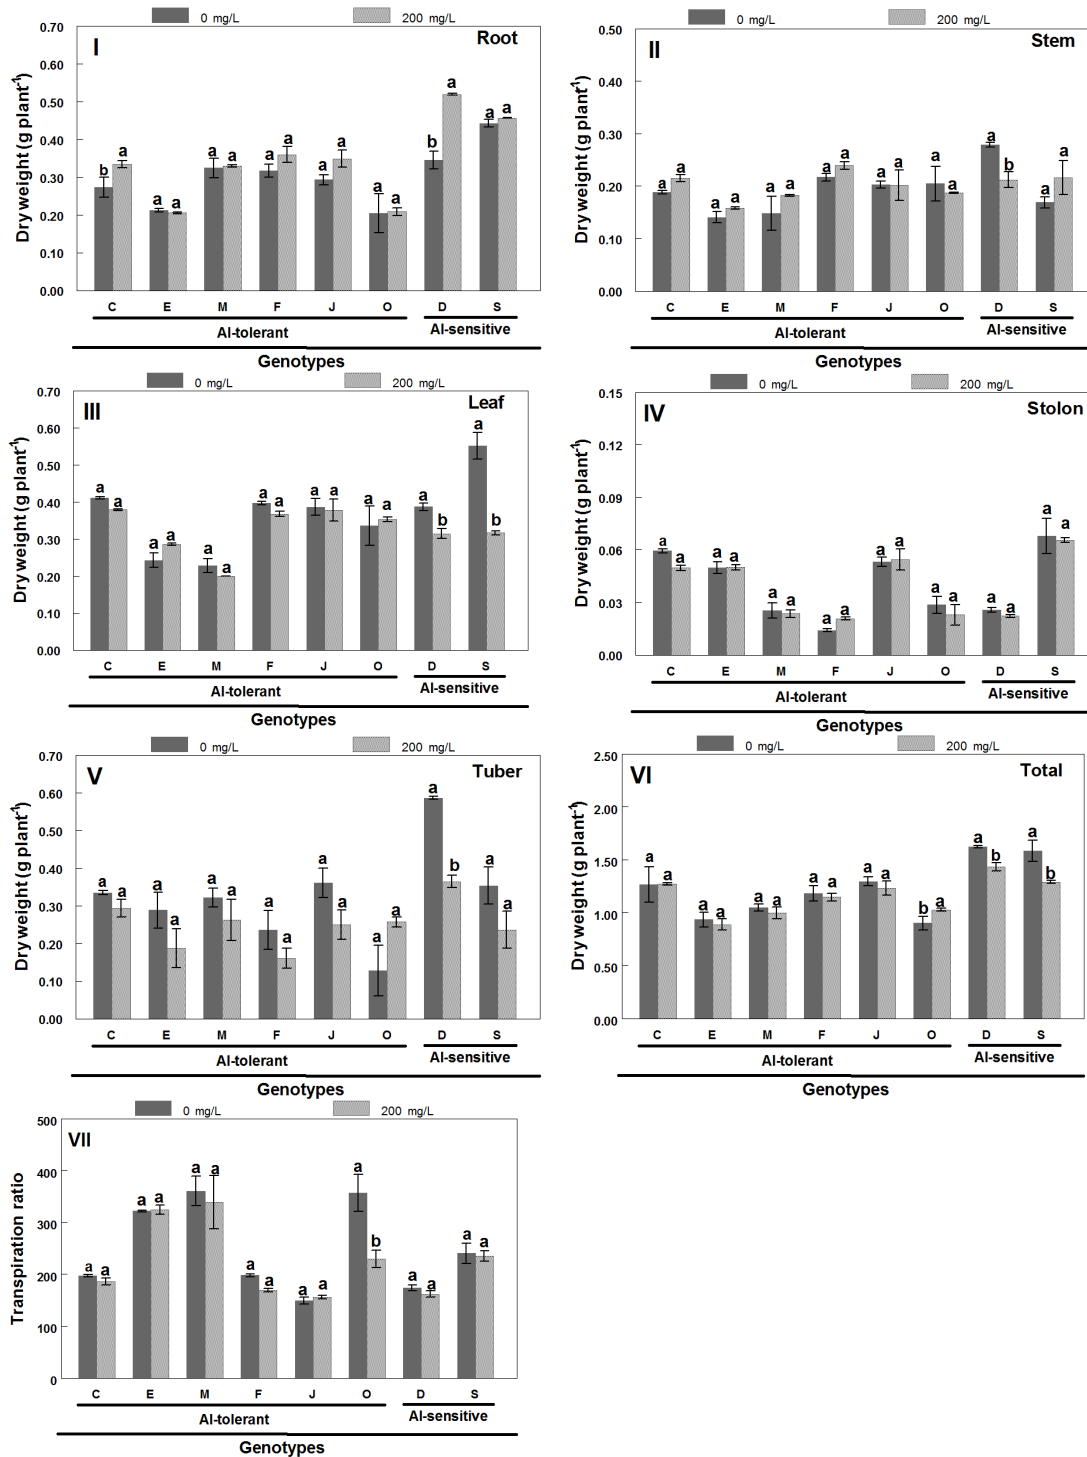 0 mg/L 200 mg/L
I Root
Dry weight (g plant-1)
0.70
0.60
0.50
0.40
0.30
0.20
0.10
0.00
b a a a a a a a a a a a b a a a
C E M F J O D S
Al-tolerant Al-sensitive
Genotypes
0 mg/L 200 mg/L
II Stem
Dry weight (g plant-1)
0.50
0.40
0.30
0.20
0.10
0.00
a a a a a a a a a a a a a b a a
C E M F J O D S
Al-tolerant Al-sensitive
Genotypes
0 mg/L 200 mg/L
III Leaf
Dry weight (g plant-1)
0.70
0.60
0.50
0.40
0.30
0.20
0.10
0.00
a a a a a a a a a a a a a b a b
C E M F J O D S
Al-tolerant Al-sensitive
Genotypes
0 mg/L 200 mg/L
IV Stolon
Dry weight (g plant-1)
0.15
0.12
0.09
0.06
0.03
0.00
a a a a a a a a a a a a a a a a
C E M F J O D S
Al-tolerant Al-sensitive
Genotypes
0 mg/L 200 mg/L
V Tuber
Dry weight (g plant-1)
0.70
0.60
0.50
0.40
0.30
0.20
0.10
0.00
a a a a a a a a a a a a a b a a
C E M F J O D S
Al-tolerant Al-sensitive
Genotypes
0 mg/L 200 mg/L
VI Total
Dry weight (g plant-1)
2.50
2.00
1.50
1.00
0.50
0.00
a a a a a a a a a a b a a b a b
C E M F J O D S
Al-tolerant Al-sensitive
Genotypes
0 mg/L 200 mg/L
VII
Transpiration ratio
500
400
300
200
100
0
a a a a a a a a a a a b a a a a
C E M F J O D S
Al-tolerant Al-sensitive
Genotypes